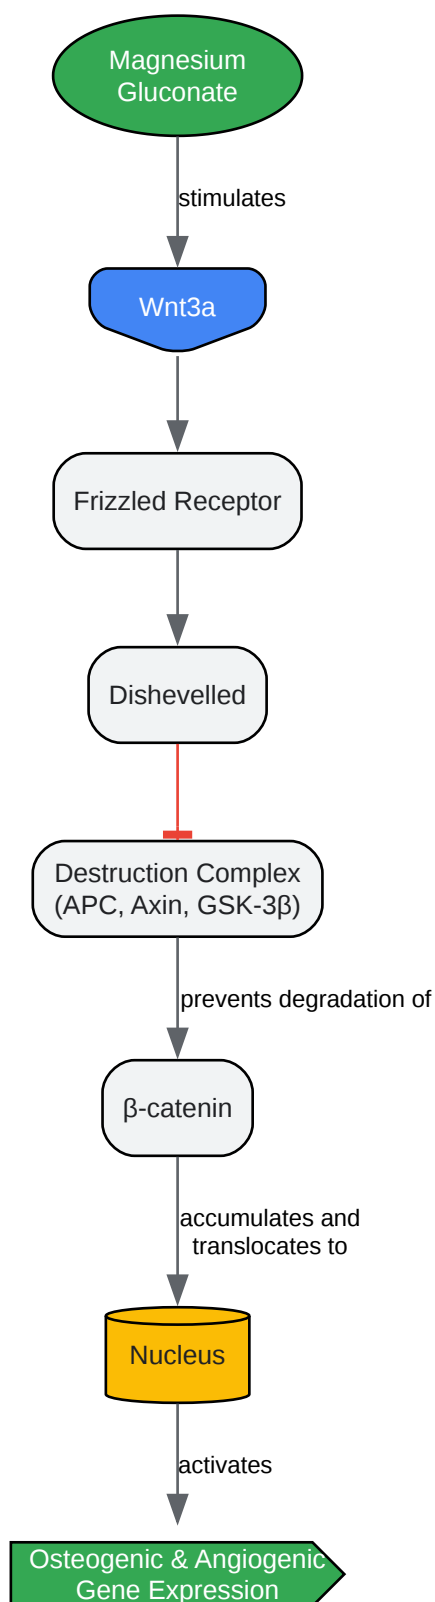 Magnesium
Gluconate
stimulates
Wnt3a
Frizzled Receptor
Dishevelled
Destruction Complex
(APC, Axin, GSK-3β)
prevents degradation of
β-catenin
accumulates and
translocates to
Nucleus
activates
Osteogenic & Angiogenic
Gene Expression